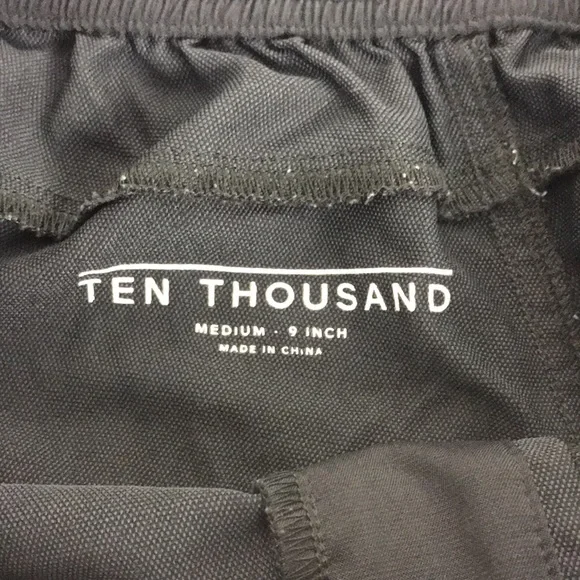 TEN THOUSAND
MEDIUM · 9 INCH
MADE IN CHINA